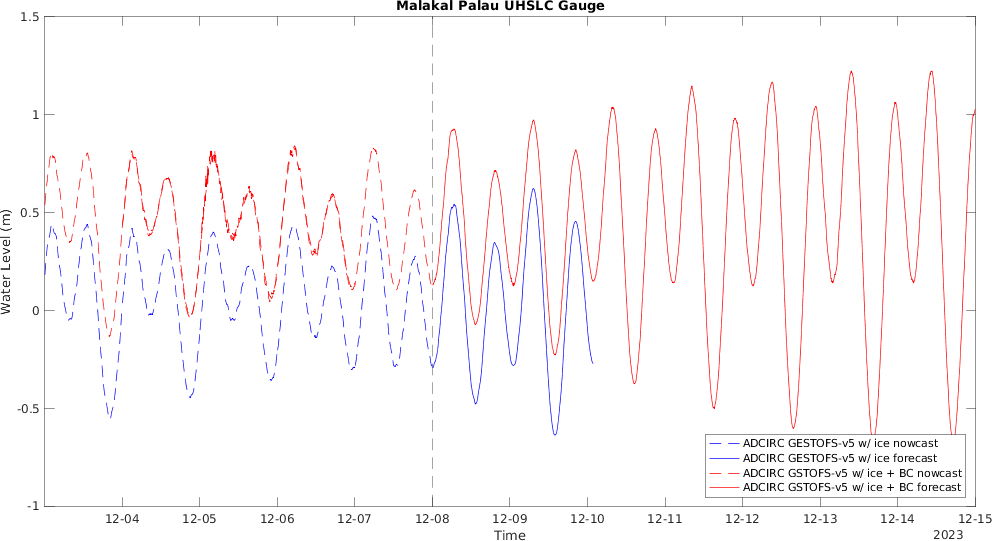 Malakal Palau UHSLC Gauge
1.5
1
0.5
0
-0.5
-1
Water Level (m)
12-04
12-05
12-06
12-07
12-08
12-09
12-10
12-11
12-12
12-13
12-14
12-15
Time
2023
ADCIRC GESTOFS-v5 w/ ice nowcast
ADCIRC GESTOFS-v5 w/ ice forecast
ADCIRC GSTOFS-v5 w/ ice + BC nowcast
ADCIRC GSTOFS-v5 w/ ice + BC forecast